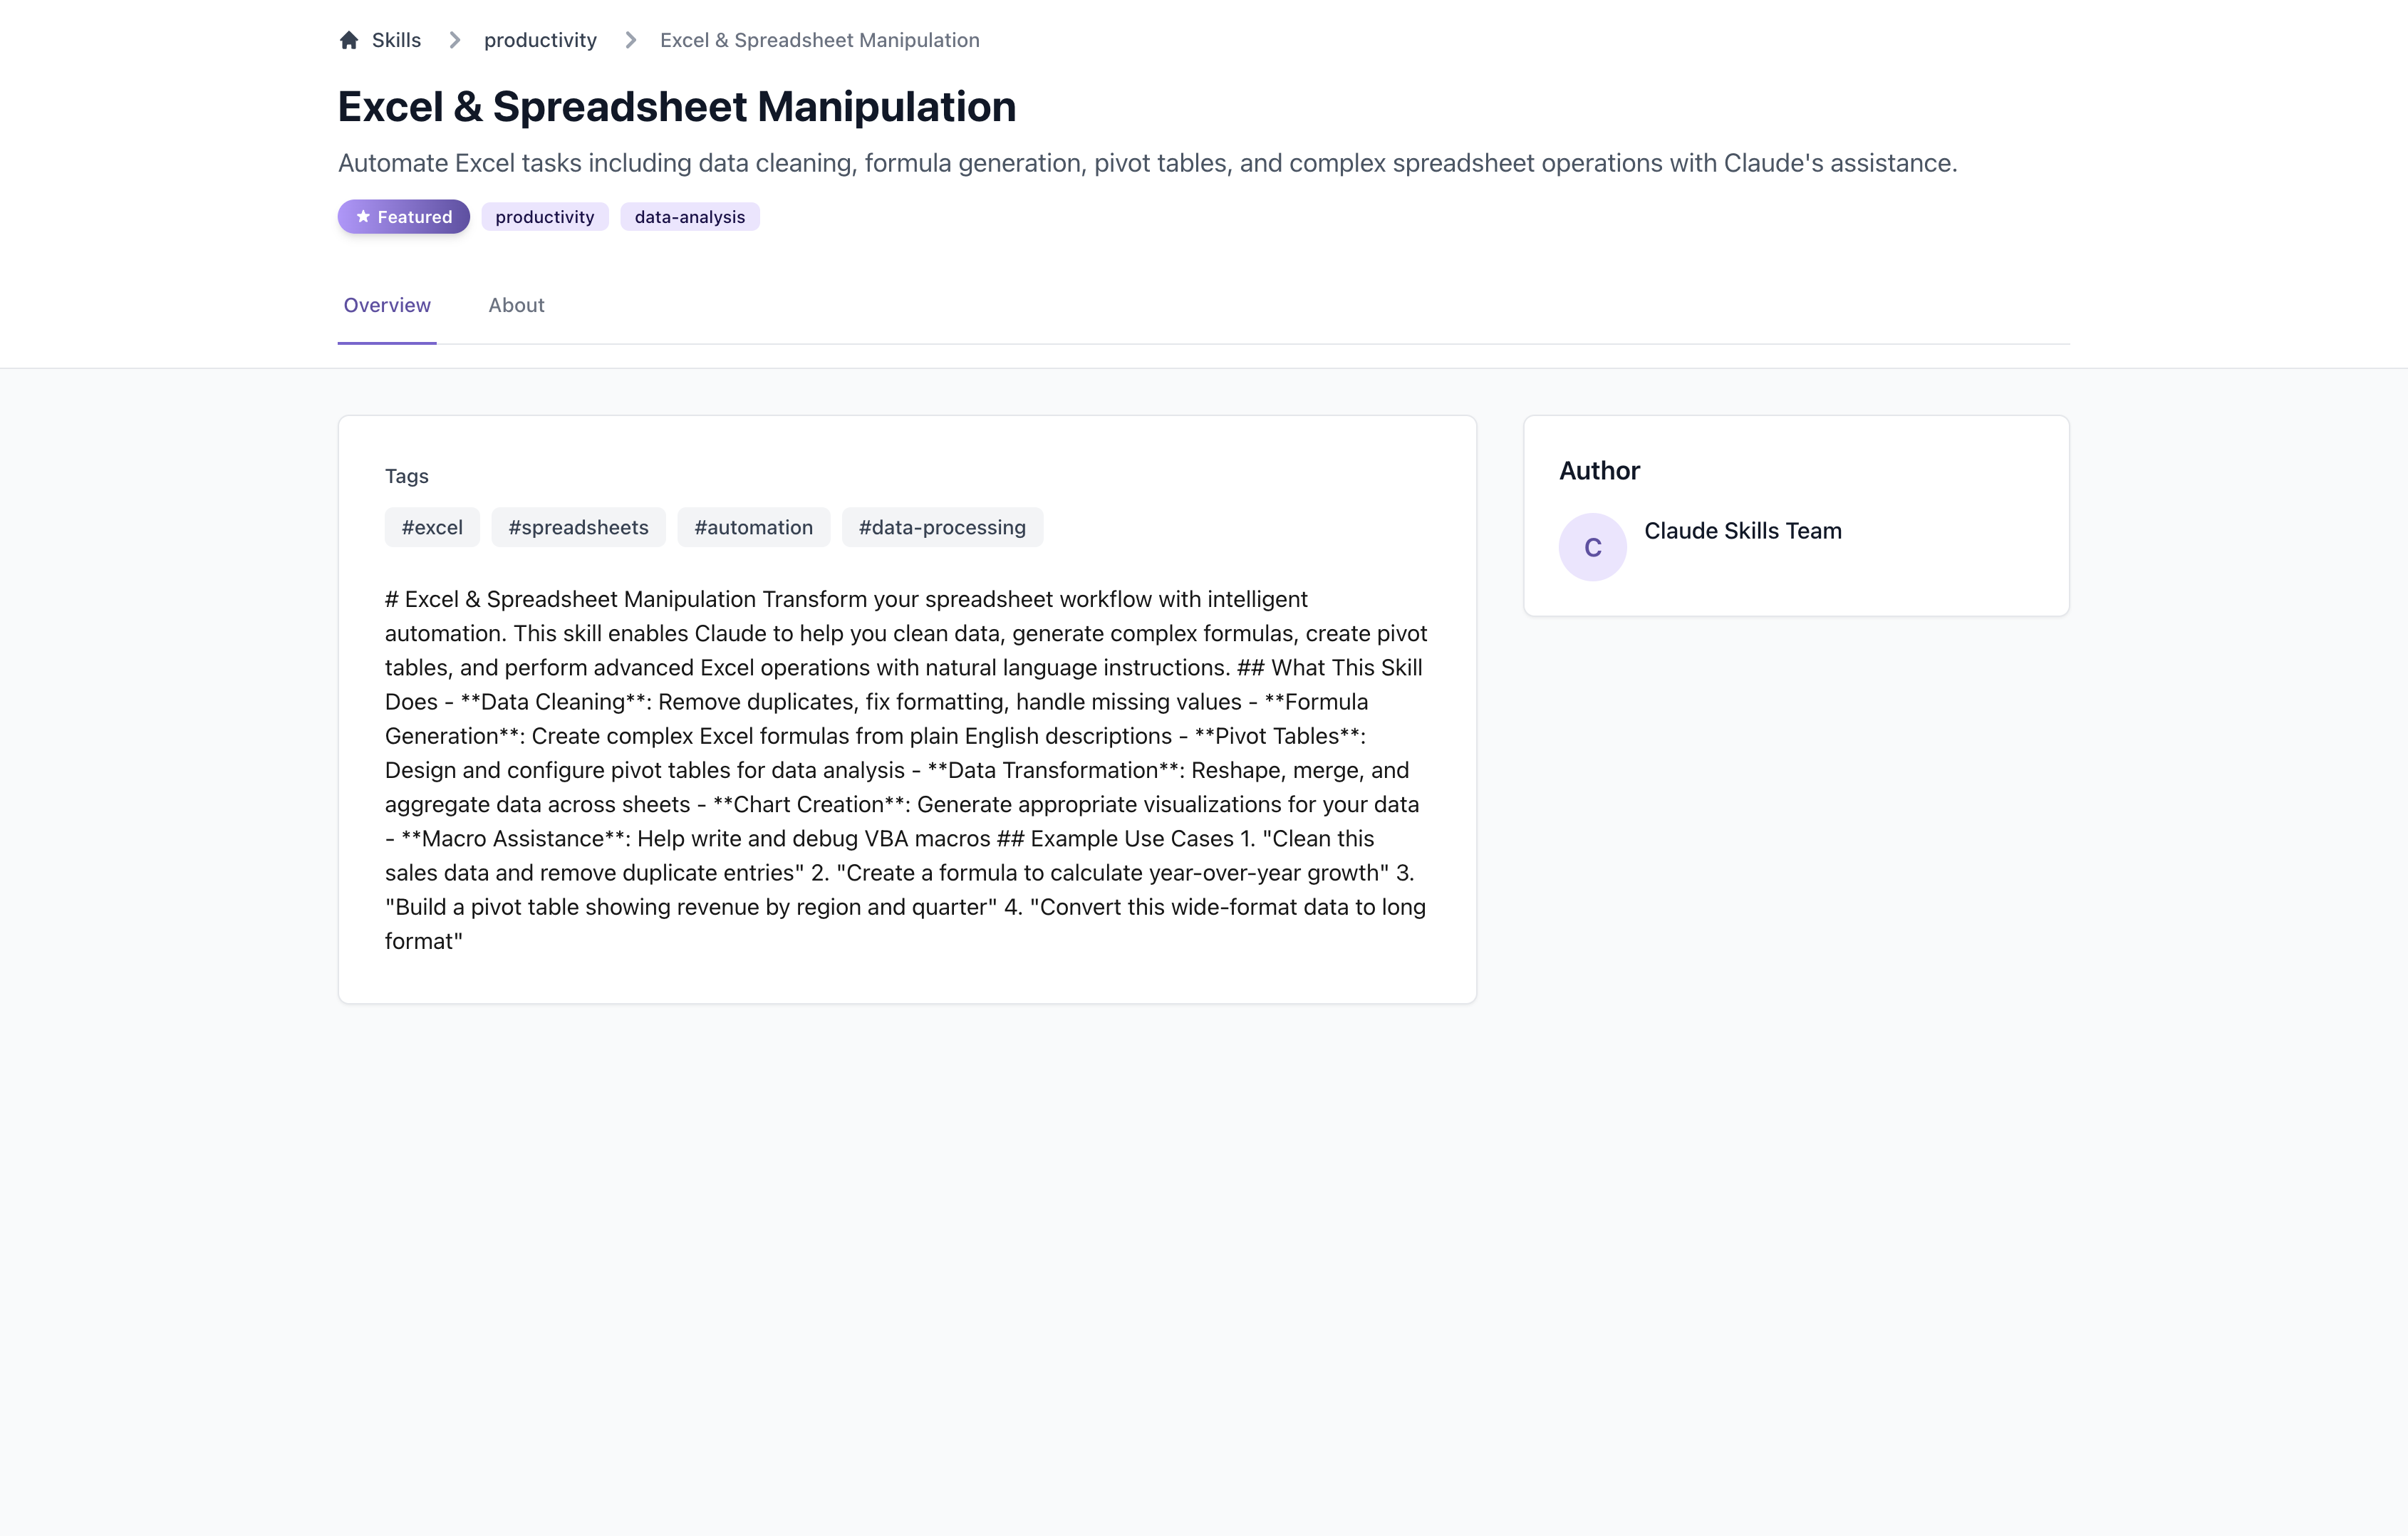 Skills > productivity > Excel & Spreadsheet Manipulation
Excel & Spreadsheet Manipulation
Automate Excel tasks including data cleaning, formula generation, pivot tables, and complex spreadsheet operations with Claude's assistance.
Featured productivity data-analysis
Overview About
Tags
#excel #spreadsheets #automation #data-processing
# Excel & Spreadsheet Manipulation Transform your spreadsheet workflow with intelligent
automation. This skill enables Claude to help you clean data, generate complex formulas, create pivot
tables, and perform advanced Excel operations with natural language instructions. ## What This Skill
Does - **Data Cleaning**: Remove duplicates, fix formatting, handle missing values - **Formula
Generation**: Create complex Excel formulas from plain English descriptions - **Pivot Tables**:
Design and configure pivot tables for data analysis - **Data Transformation**: Reshape, merge, and
aggregate data across sheets - **Chart Creation**: Generate appropriate visualizations for your data
- **Macro Assistance**: Help write and debug VBA macros ## Example Use Cases 1. "Clean this
sales data and remove duplicate entries" 2. "Create a formula to calculate year-over-year growth" 3.
"Build a pivot table showing revenue by region and quarter" 4. "Convert this wide-format data to long
format"
Author
C
Claude Skills Team